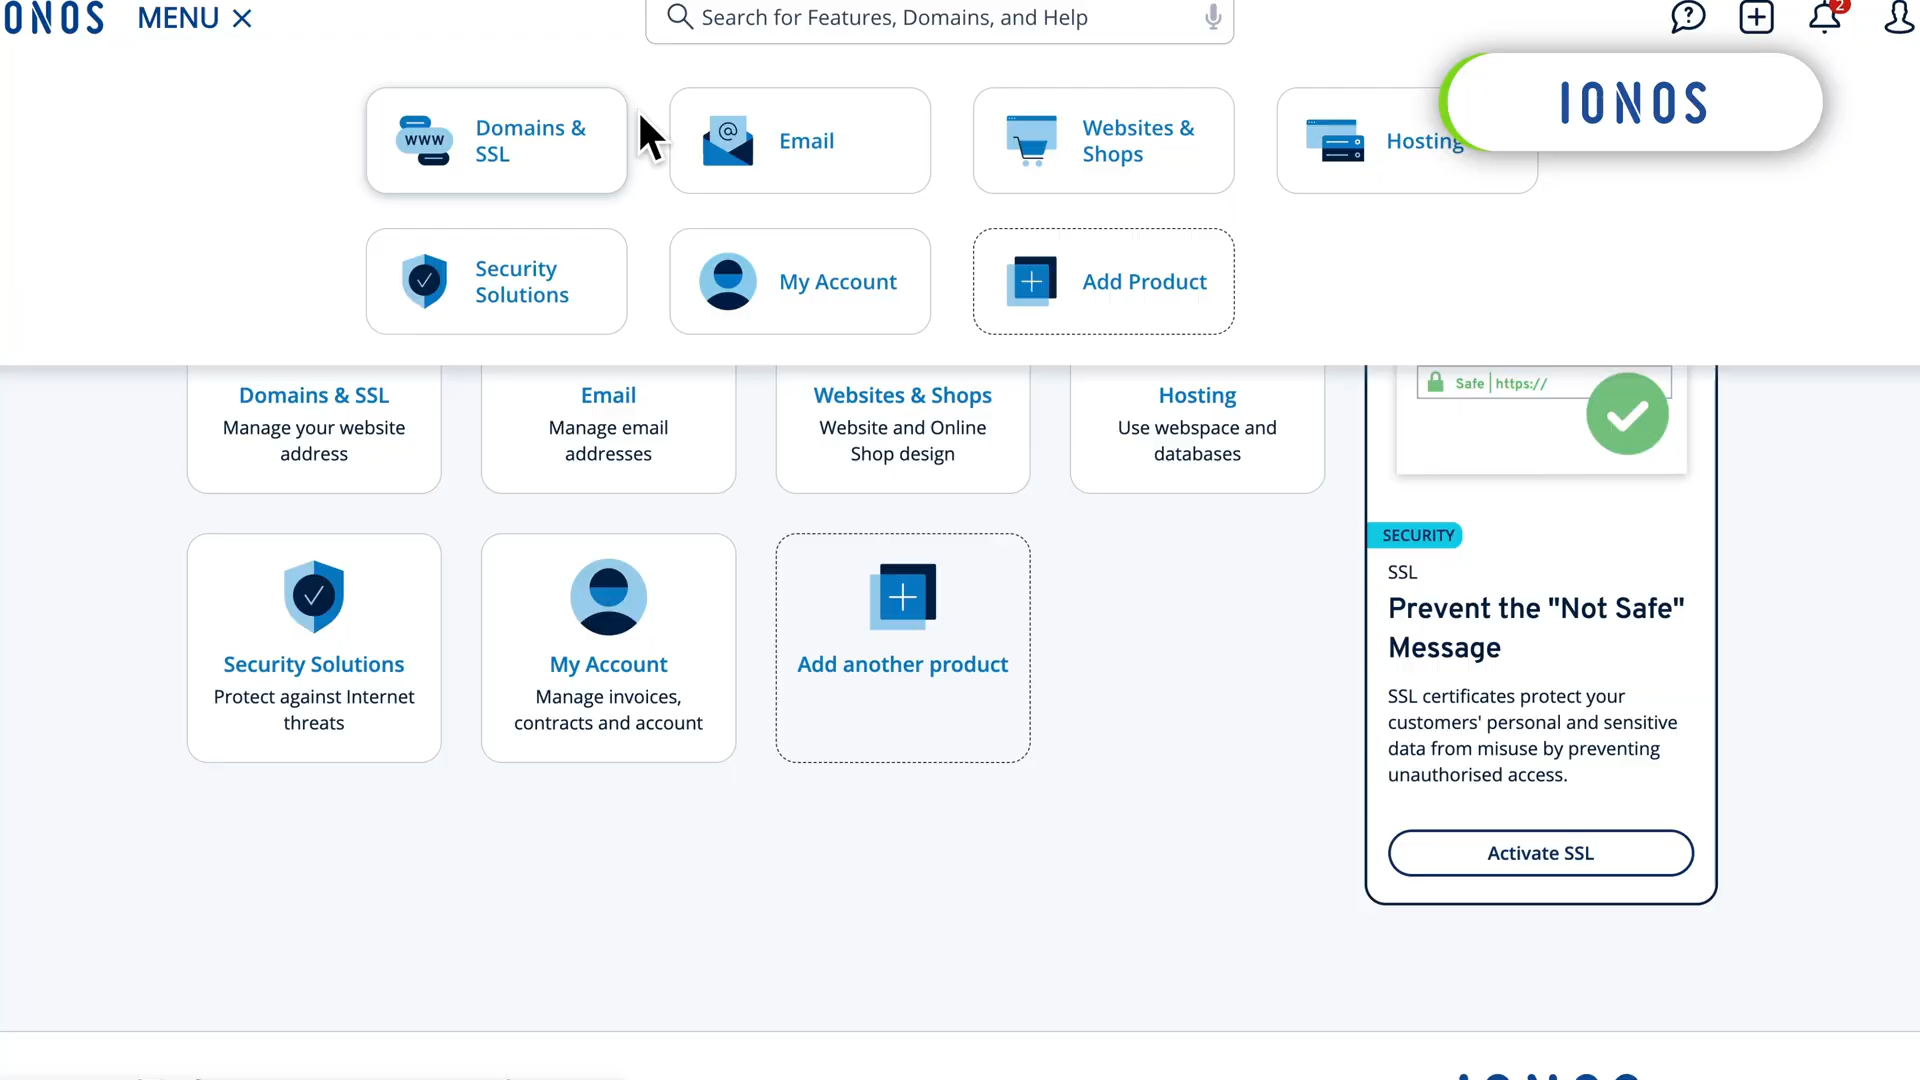 IONOS MENU
Search for Features, Domains, and Help
2
IONOS
www
Domains &
SSL
@
Email
Websites &
Shops
Hosting
Security
Solutions
My Account
Add Product
Domains & SSL
Manage your website
address
Email
Manage email
addresses
Websites & Shops
Website and Online
Shop design
Hosting
Use webspace and
databases
Safe | https://
Security Solutions
Protect against Internet
threats
My Account
Manage invoices,
contracts and account
Add another product
SECURITY
SSL
Prevent the "Not Safe"
Message
SSL certificates protect your
customers' personal and sensitive
data from misuse by preventing
unauthorised access.
Activate SSL
IONOS